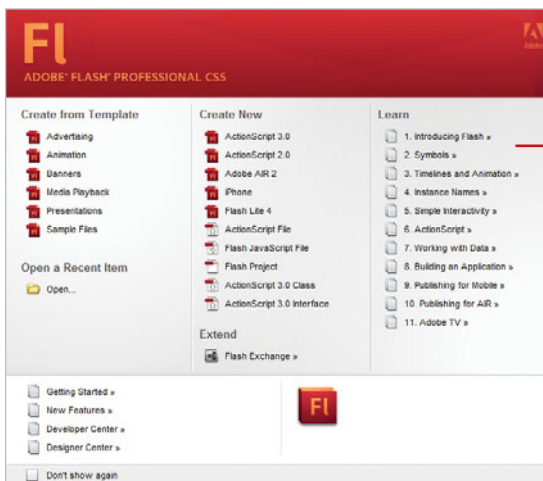 Fl
Adobe
ADOBE® FLASH® PROFESSIONAL CS5
Create from Template
Advertising
Animation
Banners
Media Playback
Presentations
Sample Files
Open a Recent Item
Open...
Create New
ActionScript 3.0
ActionScript 2.0
Adobe AIR 2
iPhone
Flash Lite 4
ActionScript File
Flash JavaScript File
Flash Project
ActionScript 3.0 Class
ActionScript 3.0 Interface
Extend
Flash Exchange »
Learn
1. Introducing Flash »
2. Symbols »
3. Timelines and Animation »
4. Instance Names »
5. Simple Interactivity »
6. ActionScript »
7. Working with Data »
8. Building an Application »
9. Publishing for Mobile »
10. Publishing for AIR »
11. Adobe TV »
Getting Started »
New Features »
Developer Center »
Designer Center »
Fl
Don't show again